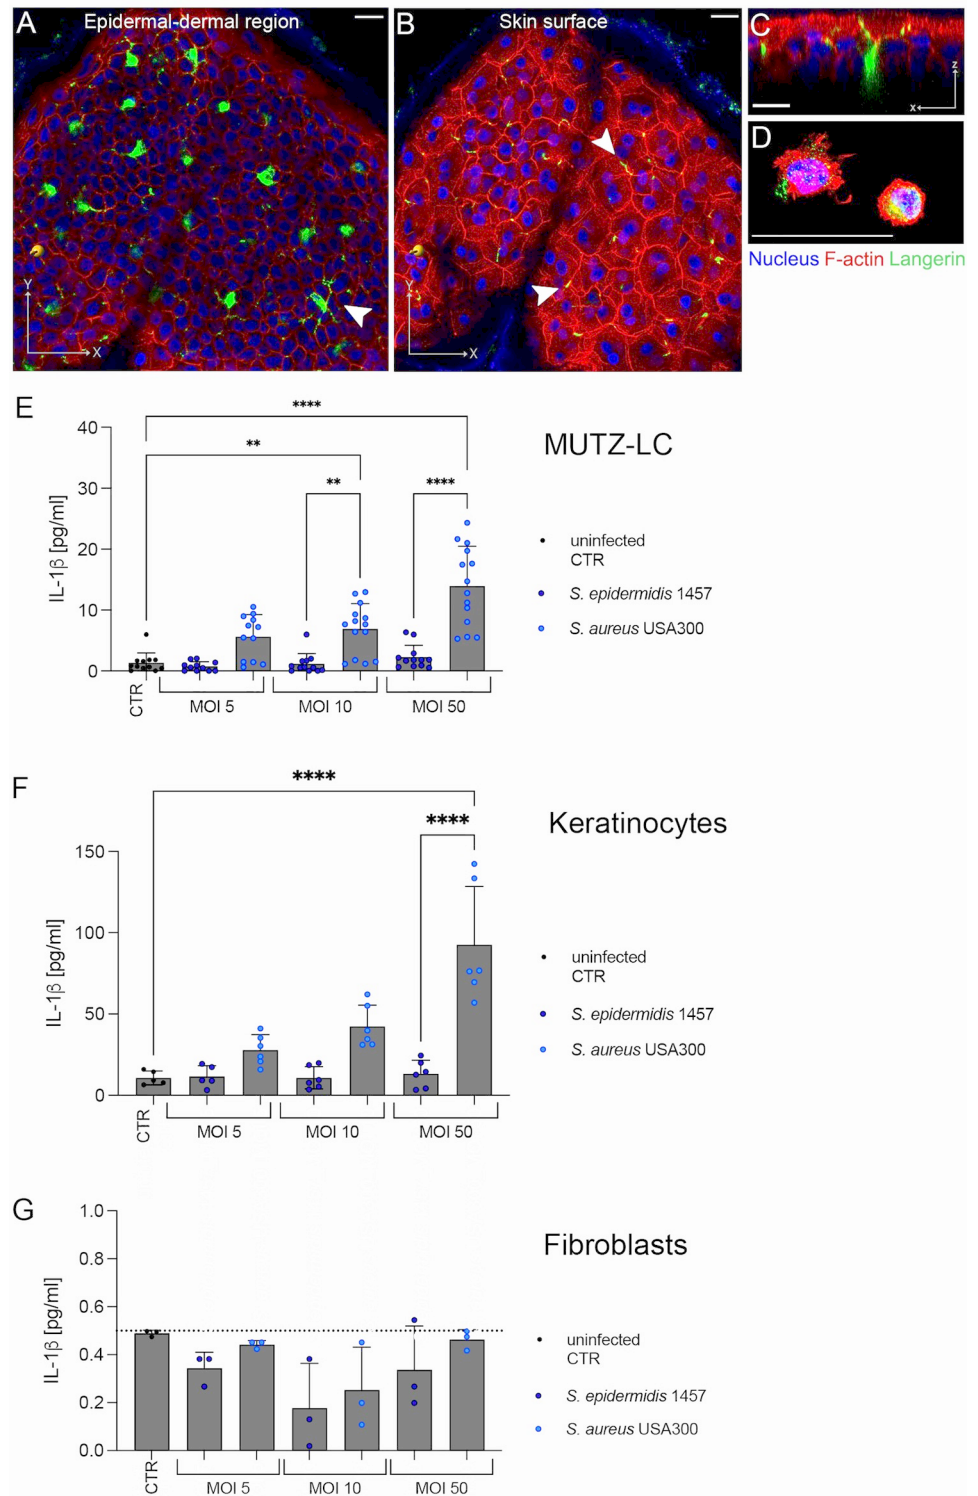 A Epidermal-dermal region
B Skin surface
C
z
x
D
Y
X
Y
X
Nucleus F-actin Langerin
E
MUTZ-LC
****
**
** ****
IL-1β [pg/ml]
40
30
20
10
0
CTR
MOI 5 MOI 10 MOI 50
uninfected
CTR
S. epidermidis 1457
S. aureus USA300
F
Keratinocytes
****
****
IL-1β [pg/ml]
150
100
50
0
CTR
MOI 5 MOI 10 MOI 50
uninfected
CTR
S. epidermidis 1457
S. aureus USA300
G
Fibroblasts
IL-1β [pg/ml]
1.0
0.8
0.6
0.4
0.2
0.0
CTR
MOI 5 MOI 10 MOI 50
uninfected
CTR
S. epidermidis 1457
S. aureus USA300